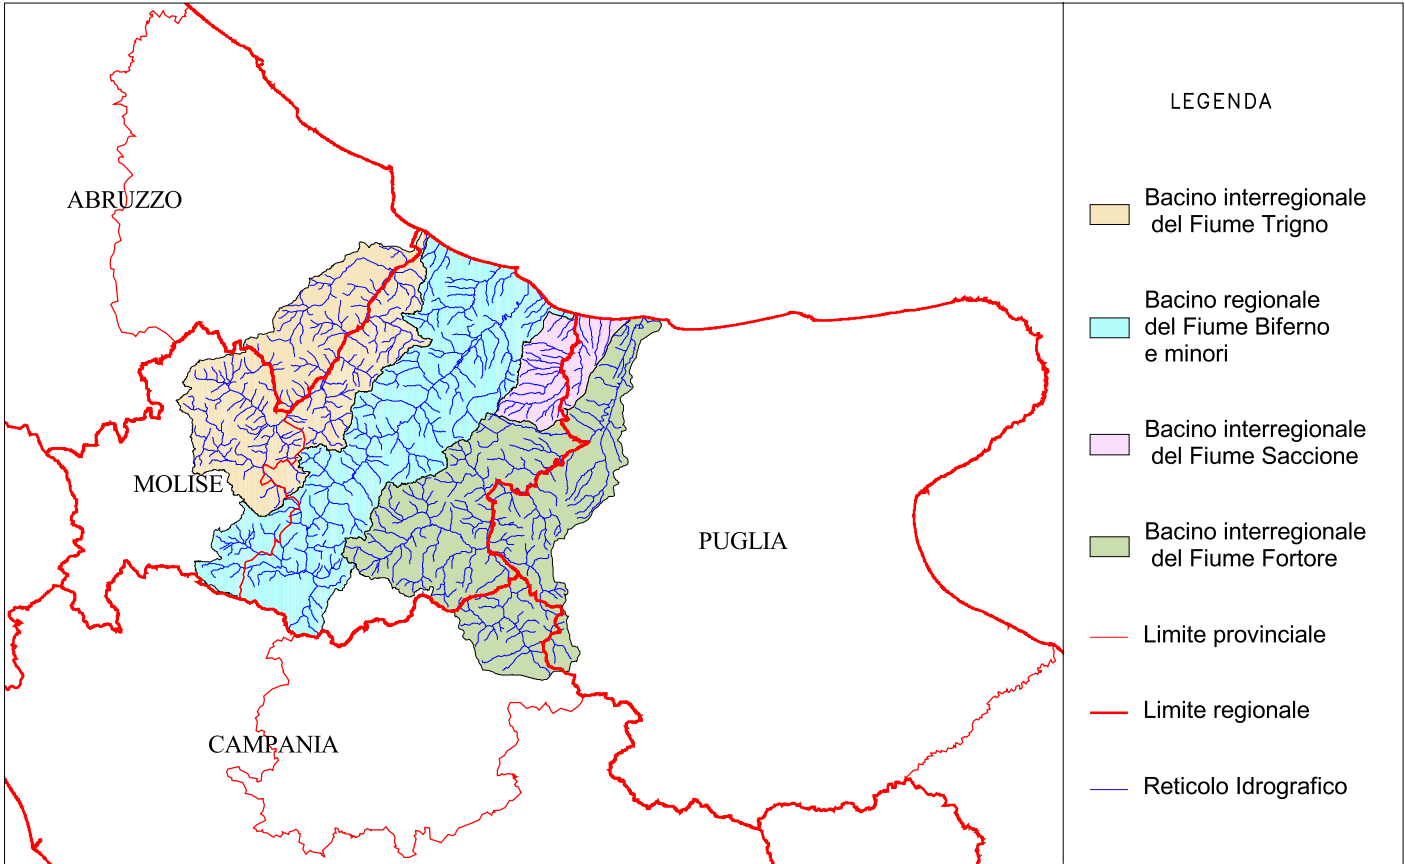 ABRUZZO
MOLISE
PUGLIA
CAMPANIA
LEGENDA
Bacino interregionale
del Fiume Trigno
Bacino regionale
del Fiume Biferno
e minori
Bacino interregionale
del Fiume Saccione
Bacino interregionale
del Fiume Fortore
Limite provinciale
Limite regionale
Reticolo Idrografico